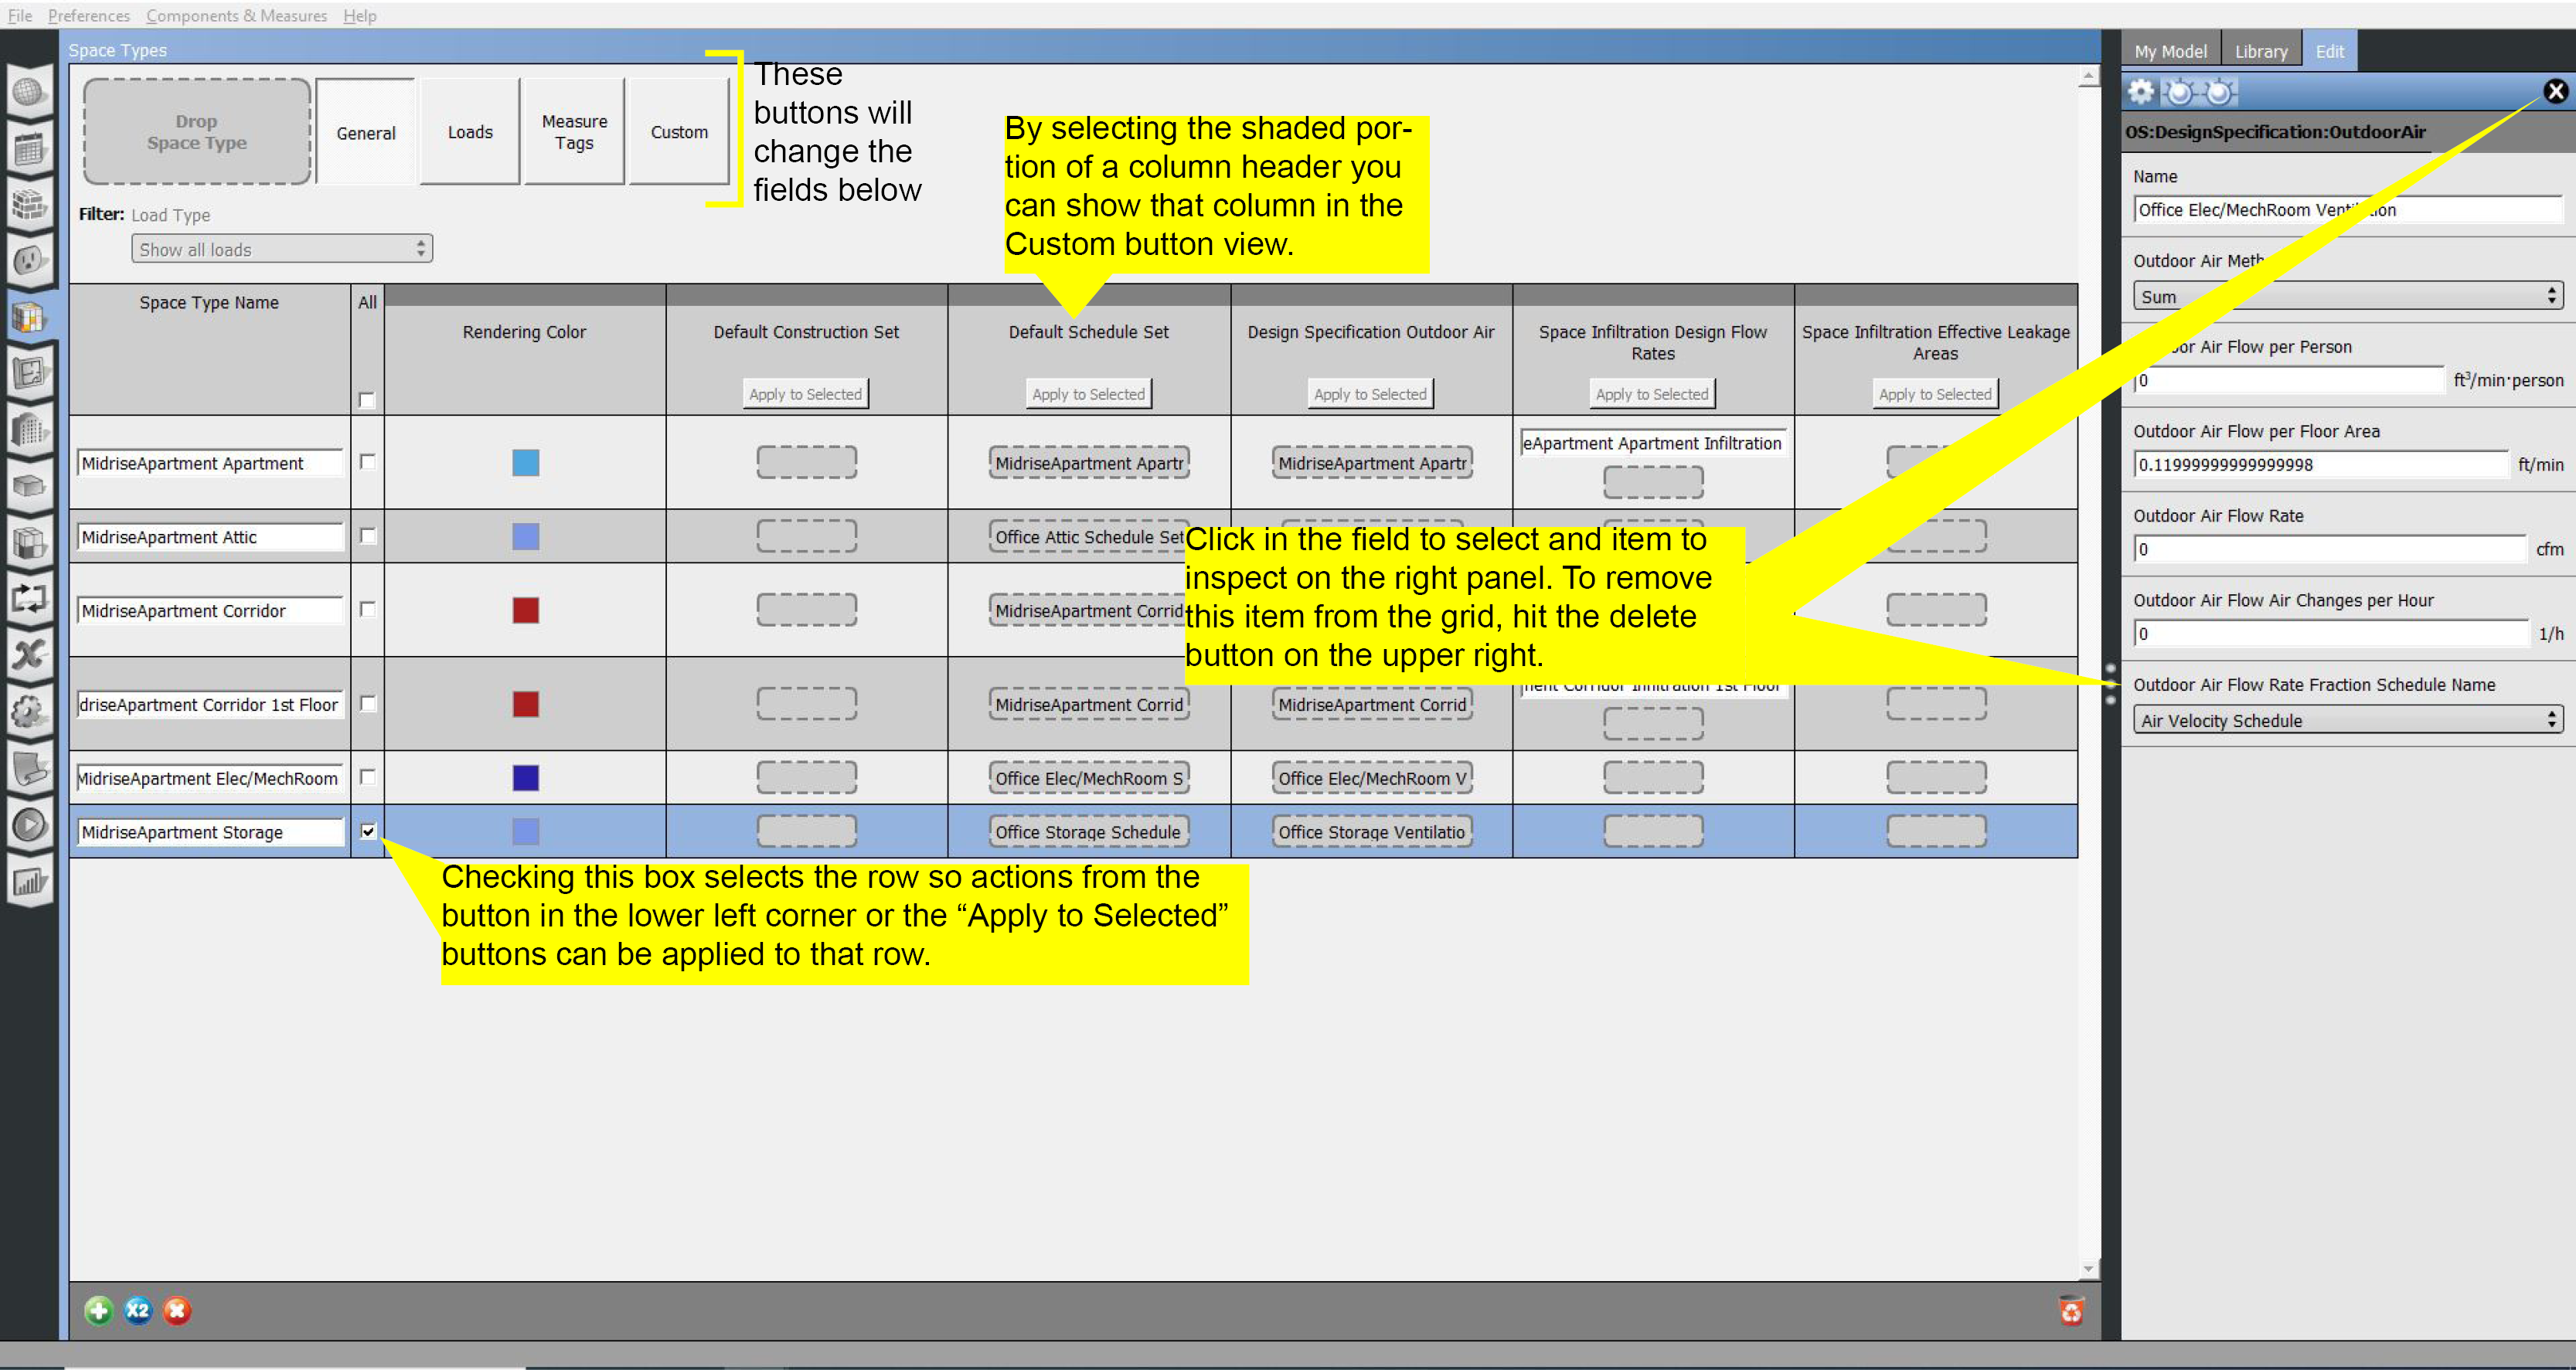 File Preferences Components & Measures Help
Space Types
Drop
Space Type
General
Loads
Measure
Tags
Custom
These
buttons will
change the
fields below
By selecting the shaded por-
tion of a column header you
can show that column in the
Custom button view.
Filter: Load Type
Show all loads
Space Type Name
All
Rendering Color
Default Construction Set
Default Schedule Set
Design Specification Outdoor Air
Space Infiltration Design Flow
Rates
Space Infiltration Effective Leakage
Areas
Apply to Selected
Apply to Selected
Apply to Selected
Apply to Selected
Apply to Selected
MidriseApartment Apartment
MidriseApartment Apartr
MidriseApartment Apartr
eApartment Apartment Infiltration
MidriseApartment Attic
Office Attic Schedule Set
MidriseApartment Corridor
MidriseApartment Corrid
Click in the field to select and item to
inspect on the right panel. To remove
this item from the grid, hit the delete
button on the upper right.
driseApartment Corridor 1st Floor
MidriseApartment Corrid
MidriseApartment Corrid
ment Corridor Infiltration 1st Floor
MidriseApartment Elec/MechRoom
Office Elec/MechRoom S
Office Elec/MechRoom V
MidriseApartment Storage
Office Storage Schedule
Office Storage Ventilatio
Checking this box selects the row so actions from the
button in the lower left corner or the “Apply to Selected”
buttons can be applied to that row.
X2
My Model Library Edit
OS:DesignSpecification:OutdoorAir
Name
Office Elec/MechRoom Ventilation
Outdoor Air Meth
Sum
or Air Flow per Person
0 ft³/min·person
Outdoor Air Flow per Floor Area
0.11999999999999998 ft/min
Outdoor Air Flow Rate
0 cfm
Outdoor Air Flow Air Changes per Hour
0 1/h
Outdoor Air Flow Rate Fraction Schedule Name
Air Velocity Schedule